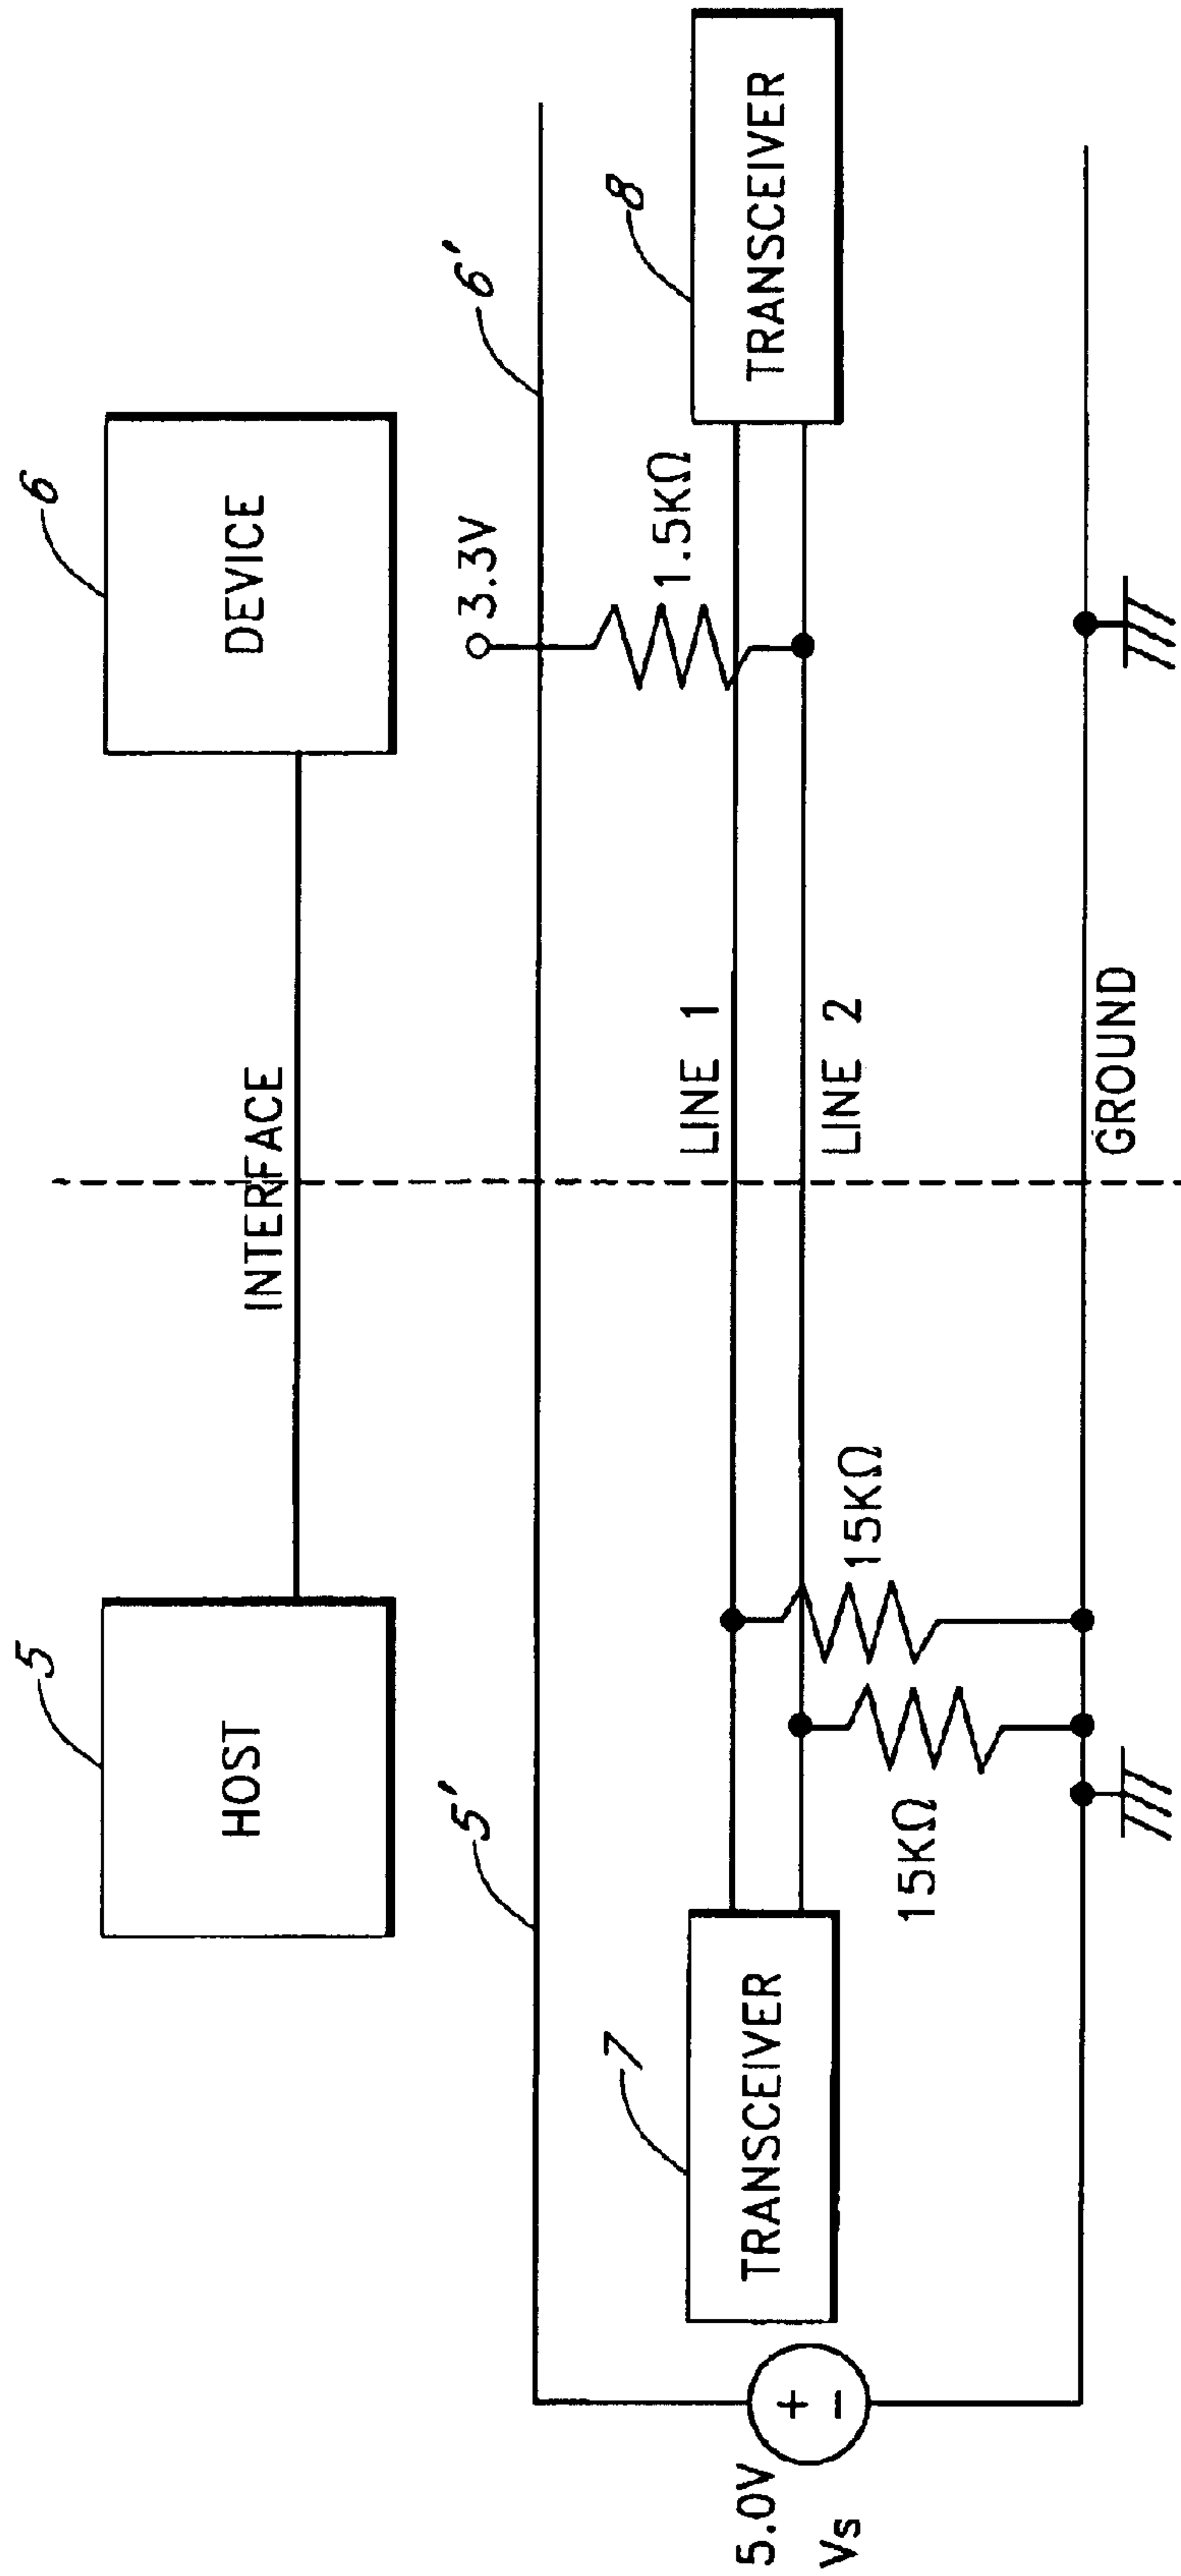 5
6
HOST
INTERFACE
DEVICE
5'
6'
3.3V
7
8
1.5KΩ
TRANSCEIVER
LINE 1
TRANSCEIVER
5.0V
+
-
Vs
LINE 2
15KΩ
15KΩ
GROUND